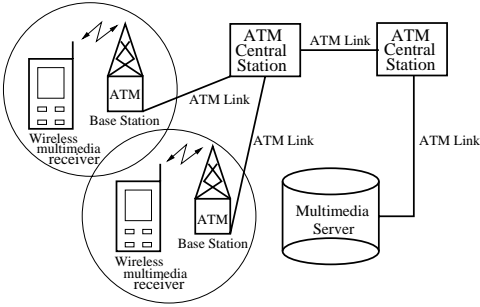 ATM
Central
Station
ATM Link
ATM
Central
Station
ATM
Base Station
ATM Link
Wireless
multimedia
receiver
ATM Link
ATM Link
ATM
Base Station
Wireless
multimedia
receiver
Multimedia
Server